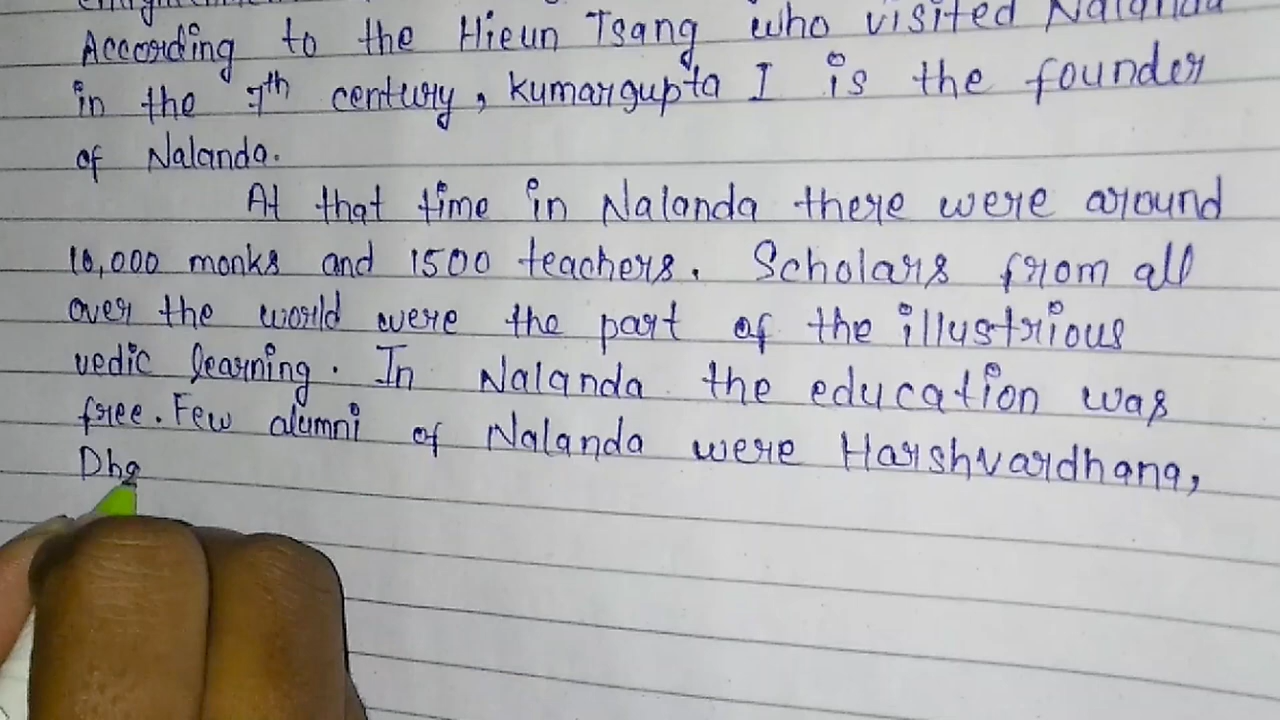 According to the Hieun Tsang who visited Nalanda
in the 7th century, Kumargupta I is the founder
of Nalanda.
At that time in Nalanda there were around
10,000 monks and 1500 teachers. Scholars from all
over the world were the part of the illustrious
vedic learning. In Nalanda the education was
free. Few alumni of Nalanda were Harshvardhana,
Dha